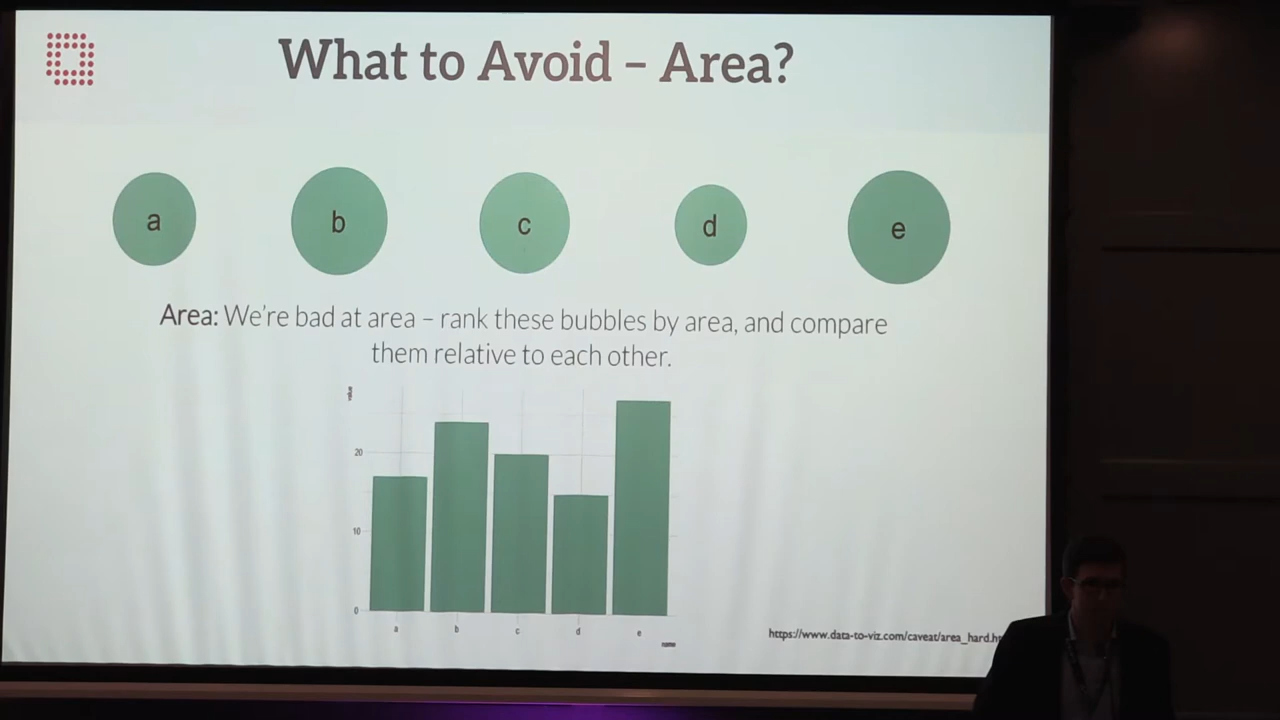 What to Avoid – Area?
a b c d e
Area: We're bad at area – rank these bubbles by area, and compare
them relative to each other.
20
10
0
a b c d e
https://www.data-to-viz.com/caveat/area_hard.h